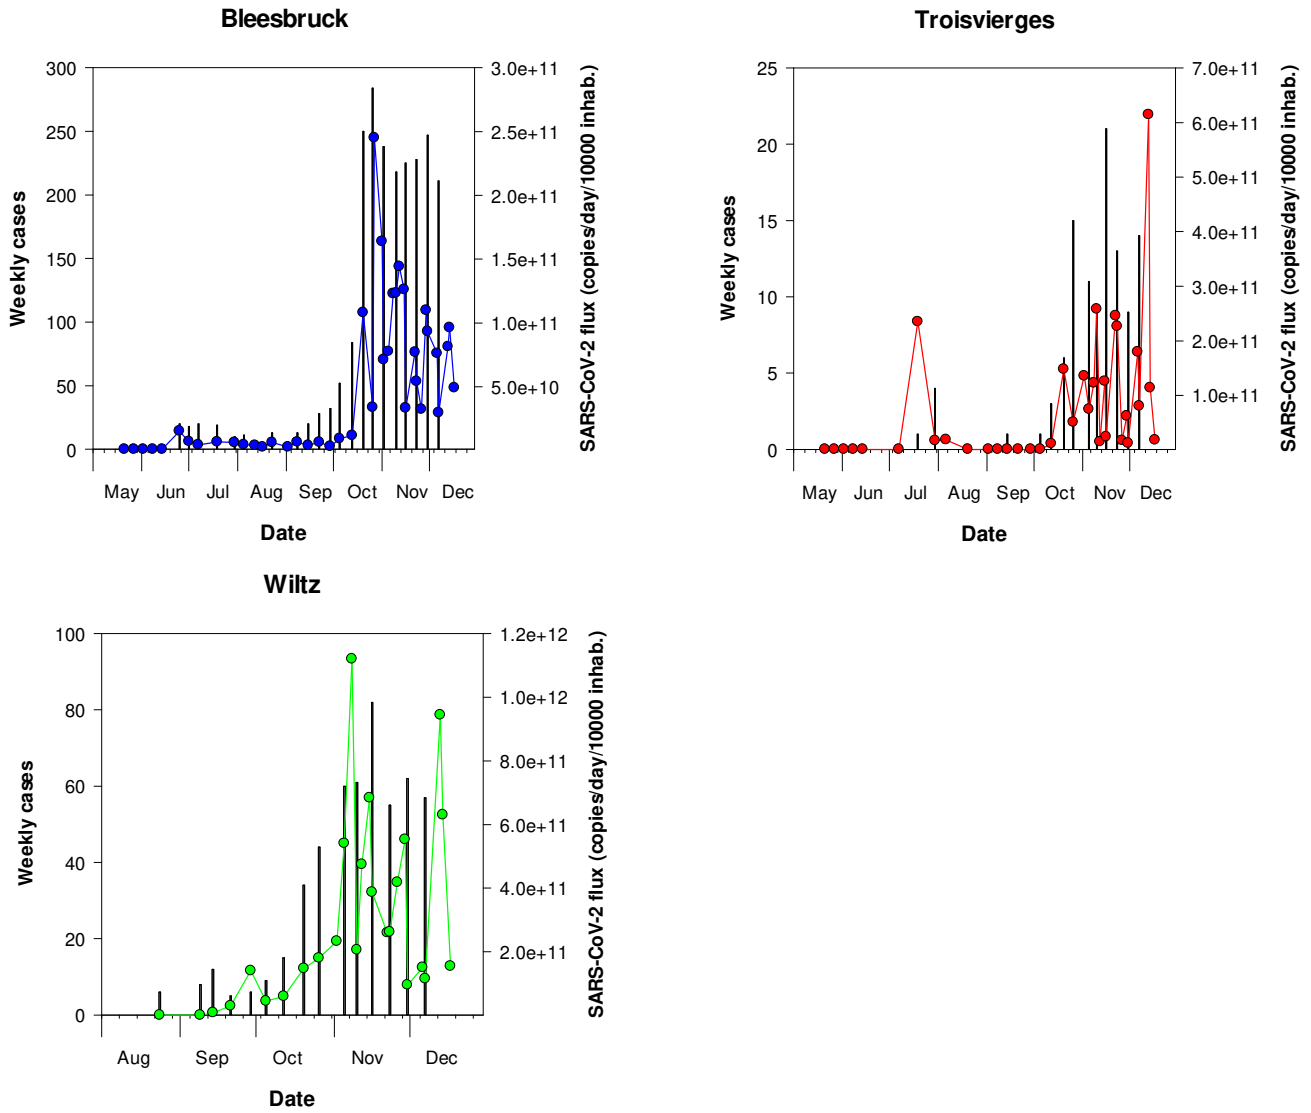 Bleesbruck
300
250
200
150
100
50
0
Weekly cases
3.0e+11
2.5e+11
2.0e+11
1.5e+11
1.0e+11
5.0e+10
SARS-CoV-2 flux (copies/day/10000 inhab.)
May Jun Jul Aug Sep Oct Nov Dec
Date
Troisvierges
25
20
15
10
5
0
Weekly cases
7.0e+11
6.0e+11
5.0e+11
4.0e+11
3.0e+11
2.0e+11
1.0e+11
SARS-CoV-2 flux (copies/day/10000 inhab.)
May Jun Jul Aug Sep Oct Nov Dec
Date
Wiltz
100
80
60
40
20
0
Weekly cases
1.2e+12
1.0e+12
8.0e+11
6.0e+11
4.0e+11
2.0e+11
SARS-CoV-2 flux (copies/day/10000 inhab.)
Aug Sep Oct Nov Dec
Date